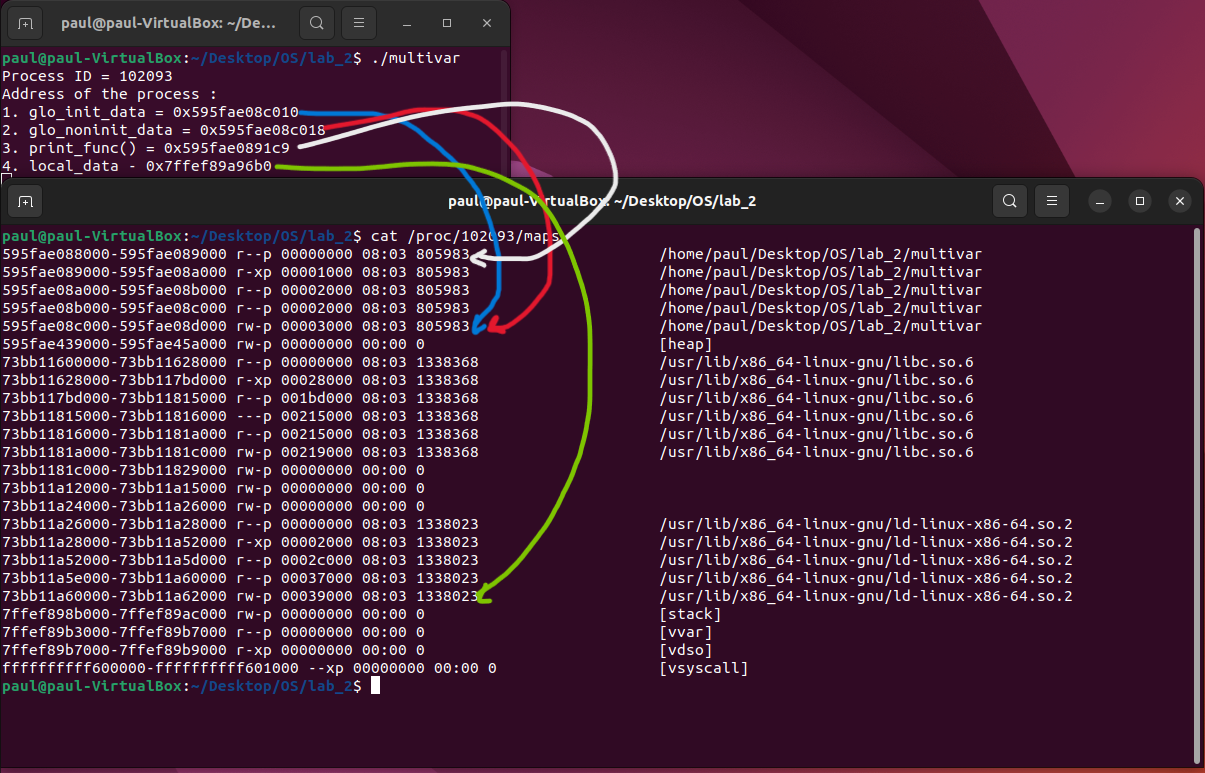 paul@paul-VirtualBox: ~/De...
paul@paul-VirtualBox:~/Desktop/OS/lab_2$ ./multivar
Process ID = 102093
Address of the process :
1. glo_init_data = 0x595fae08c010
2. glo_noninit_data = 0x595fae08c018
3. print_func() = 0x595fae0891c9
4. local_data - 0x7ffef89a96b0
paul@paul-VirtualBox: ~/Desktop/OS/lab_2
paul@paul-VirtualBox:~/Desktop/OS/lab_2$ cat /proc/102093/maps
595fae088000-595fae089000 r--p 00000000 08:03 805983 /home/paul/Desktop/OS/lab_2/multivar
595fae089000-595fae08a000 r-xp 00001000 08:03 805983 /home/paul/Desktop/OS/lab_2/multivar
595fae08a000-595fae08b000 r--p 00002000 08:03 805983 /home/paul/Desktop/OS/lab_2/multivar
595fae08b000-595fae08c000 r--p 00002000 08:03 805983 /home/paul/Desktop/OS/lab_2/multivar
595fae08c000-595fae08d000 rw-p 00003000 08:03 805983 /home/paul/Desktop/OS/lab_2/multivar
595fae439000-595fae45a000 rw-p 00000000 00:00 0 [heap]
73bb11600000-73bb11628000 r--p 00000000 08:03 1338368 /usr/lib/x86_64-linux-gnu/libc.so.6
73bb11628000-73bb117bd000 r-xp 00028000 08:03 1338368 /usr/lib/x86_64-linux-gnu/libc.so.6
73bb117bd000-73bb11815000 r--p 001bd000 08:03 1338368 /usr/lib/x86_64-linux-gnu/libc.so.6
73bb11815000-73bb11816000 ---p 00215000 08:03 1338368 /usr/lib/x86_64-linux-gnu/libc.so.6
73bb11816000-73bb1181a000 r--p 00215000 08:03 1338368 /usr/lib/x86_64-linux-gnu/libc.so.6
73bb1181a000-73bb1181c000 rw-p 00219000 08:03 1338368 /usr/lib/x86_64-linux-gnu/libc.so.6
73bb1181c000-73bb11829000 rw-p 00000000 00:00 0
73bb11a12000-73bb11a15000 rw-p 00000000 00:00 0
73bb11a24000-73bb11a26000 rw-p 00000000 00:00 0
73bb11a26000-73bb11a28000 r--p 00000000 08:03 1338023 /usr/lib/x86_64-linux-gnu/ld-linux-x86-64.so.2
73bb11a28000-73bb11a52000 r-xp 00002000 08:03 1338023 /usr/lib/x86_64-linux-gnu/ld-linux-x86-64.so.2
73bb11a52000-73bb11a5d000 r--p 0002c000 08:03 1338023 /usr/lib/x86_64-linux-gnu/ld-linux-x86-64.so.2
73bb11a5e000-73bb11a60000 r--p 00037000 08:03 1338023 /usr/lib/x86_64-linux-gnu/ld-linux-x86-64.so.2
73bb11a60000-73bb11a62000 rw-p 00039000 08:03 1338023 /usr/lib/x86_64-linux-gnu/ld-linux-x86-64.so.2
7ffef898b000-7ffef89ac000 rw-p 00000000 00:00 0 [stack]
7ffef89b3000-7ffef89b7000 r--p 00000000 00:00 0 [vvar]
7ffef89b7000-7ffef89b9000 r-xp 00000000 00:00 0 [vdso]
ffffffffff600000-ffffffffff601000 --xp 00000000 00:00 0 [vsyscall]
paul@paul-VirtualBox:~/Desktop/OS/lab_2$